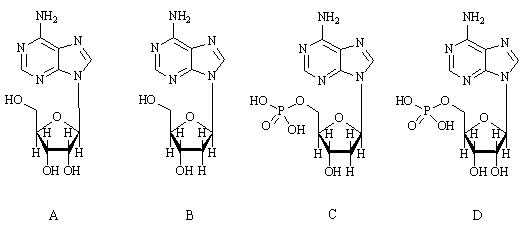 NH2 NH2 NH2 NH2
N N N N N N N N
N N N N N N N N
HO HO HO O HO O
P P
O O O O
O OH O OH
H H H H H H H H H H H H H H H H
OH OH OH H OH H OH OH
A B C D